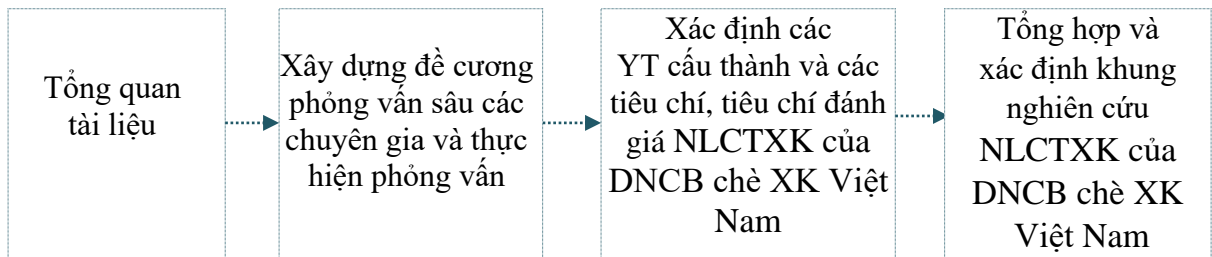 Tổng quan
tài liệu
Xây dựng đề cương
phỏng vấn sâu các
chuyên gia và thực
hiện phỏng vấn
Xác định các
YT cấu thành và các
tiêu chí, tiêu chí đánh
giá NLCTXK của
DNCB chè XK Việt
Nam
Tổng hợp và
xác định khung
nghiên cứu
NLCTXK của
DNCB chè XK
Việt Nam